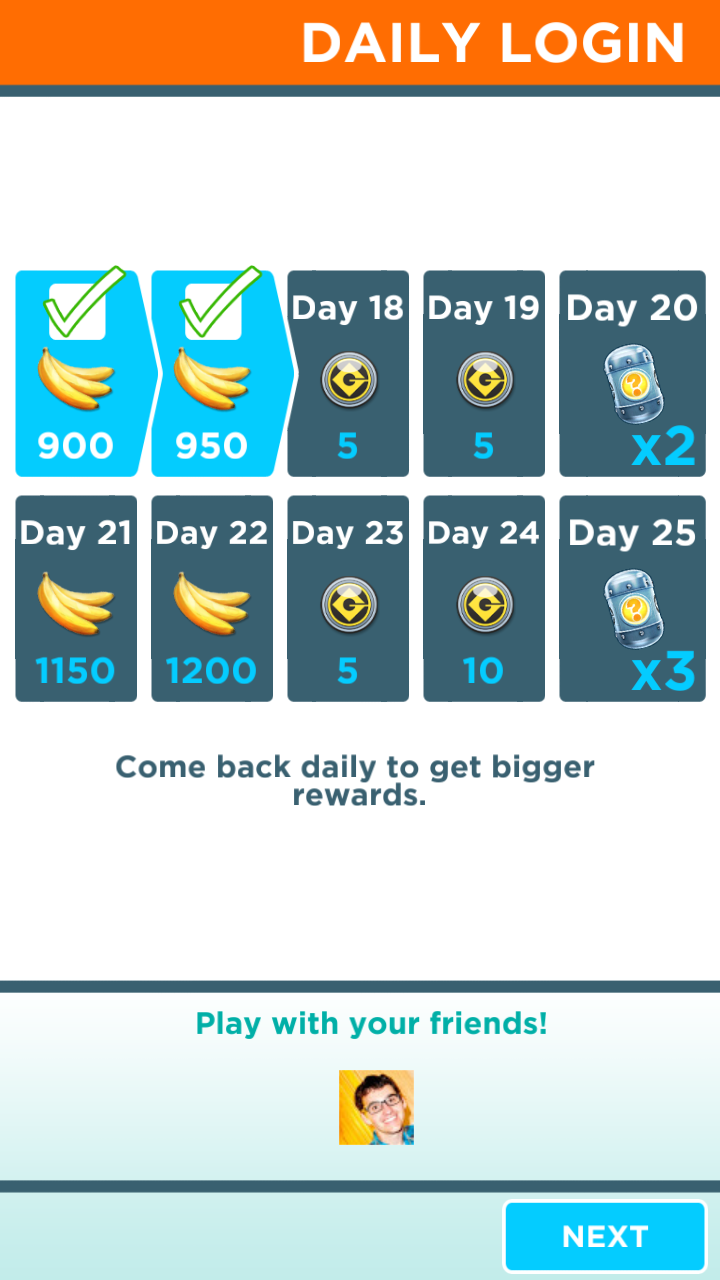 DAILY LOGIN
Day 18 Day 19 Day 20
900 950 5 5 x2
Day 21 Day 22 Day 23 Day 24 Day 25
1150 1200 5 10 x3
Come back daily to get bigger
rewards.
Play with your friends!
NEXT